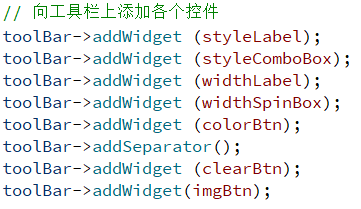 // 向工具栏上添加各个控件
toolBar->addWidget (styleLabel);
toolBar->addWidget (styleComboBox);
toolBar->addWidget (widthLabel);
toolBar->addWidget (widthSpinBox);
toolBar->addWidget (colorBtn);
toolBar->addSeparator();
toolBar->addWidget (clearBtn);
toolBar->addWidget(imgBtn);